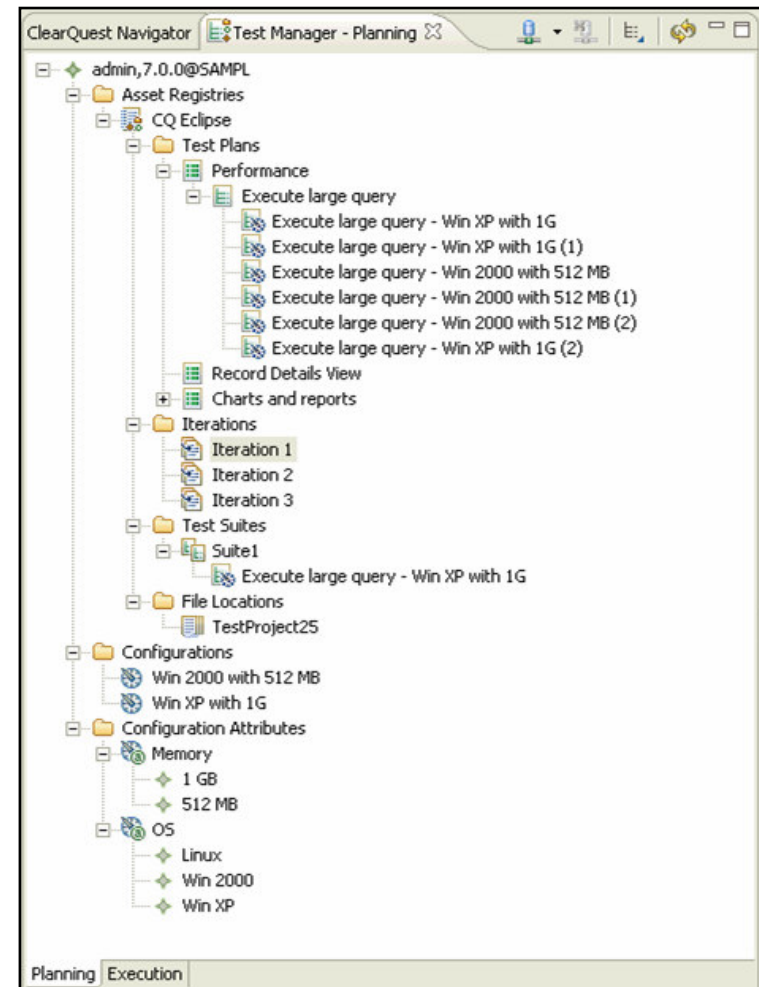 ClearQuest Navigator Test Manager - Planning
admin,7.0.0@SAMPL
Asset Registries
CQ Eclipse
Test Plans
Performance
Execute large query
Execute large query - Win XP with 1G
Execute large query - Win XP with 1G (1)
Execute large query - Win 2000 with 512 MB
Execute large query - Win 2000 with 512 MB (1)
Execute large query - Win 2000 with 512 MB (2)
Execute large query - Win XP with 1G (2)
Record Details View
Charts and reports
Iterations
Iteration 1
Iteration 2
Iteration 3
Test Suites
Suite1
Execute large query - Win XP with 1G
File Locations
TestProject25
Configurations
Win 2000 with 512 MB
Win XP with 1G
Configuration Attributes
Memory
1 GB
512 MB
OS
Linux
Win 2000
Win XP
Planning Execution